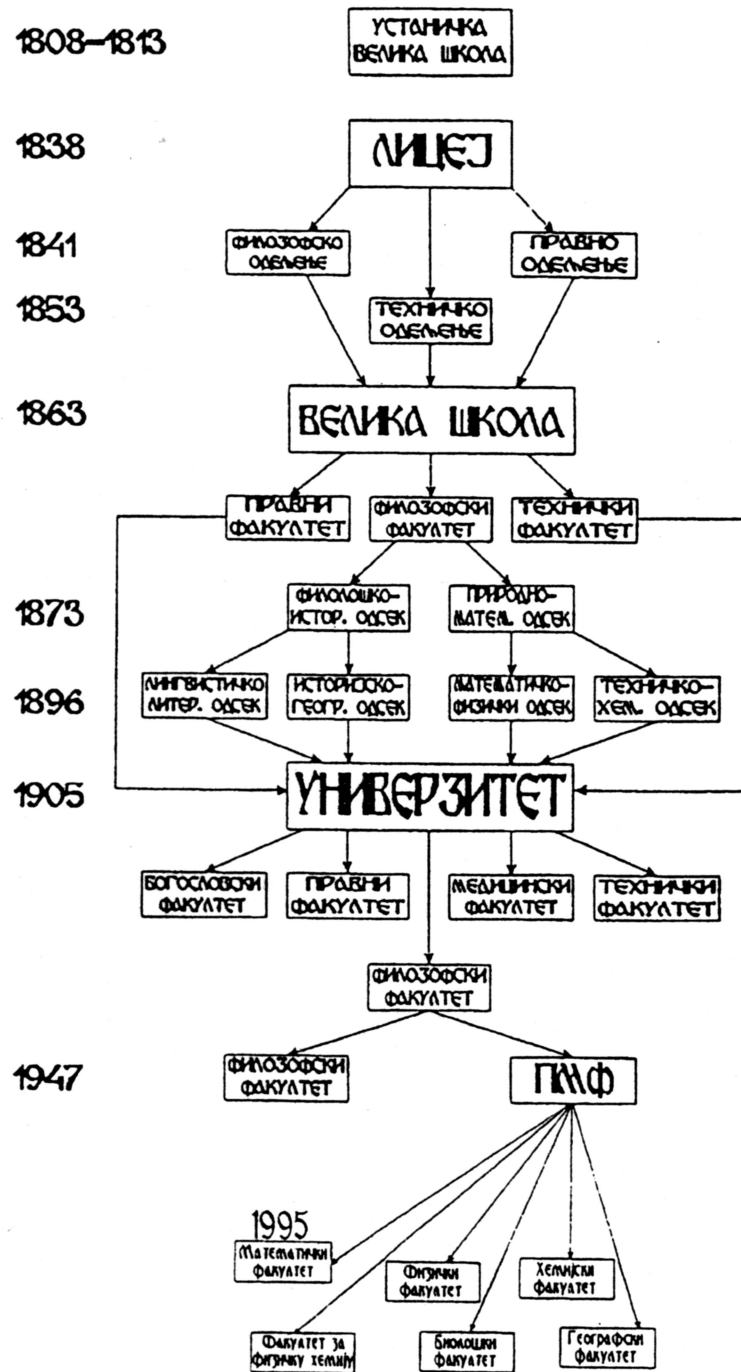 1808–1813
УСТАНИЧКА
ВЕЛИКА ШКОЛА
1838
ЛИЦЕЈ
1841
ФИЛОЗОФСКО
ОДЕЉЕЊЕ
ПРАВНО
ОДЕЉЕЊЕ
1853
ТЕХНИЧКО
ОДЕЉЕЊЕ
1863
ВЕЛИКА ШКОЛА
ПРАВНИ
ФАКУЛТЕТ
ФИЛОЗОФСКИ
ФАКУЛТЕТ
ТЕХНИЧКИ
ФАКУЛТЕТ
1873
ФИЛОЛОШКО-
ИСТОР. ОДСЕК
ПРИРОДНО-
МАТЕМ. ОДСЕК
1896
ЛИНГВИСТИЧКО
ЛИТЕР. ОДСЕК
ИСТОРИЈСКО-
ГЕОГР. ОДСЕК
МАТЕМАТИЧКО-
ФИЗИЧКИ ОДСЕК
ТЕХНИЧКО-
ХЕМ. ОДСЕК
1905
УНИВЕРЗИТЕТ
БОГОСЛОВСКИ
ФАКУЛТЕТ
ПРАВНИ
ФАКУЛТЕТ
МЕДИЦИНСКИ
ФАКУЛТЕТ
ТЕХНИЧКИ
ФАКУЛТЕТ
ФИЛОЗОФСКИ
ФАКУЛТЕТ
1947
ФИЛОЗОФСКИ
ФАКУЛТЕТ
ПМФ
1995
Математички
факултет
Физички
факултет
Хемијски
факултет
Факултет за
физичку хемију
Биолошки
факултет
Географски
факултет